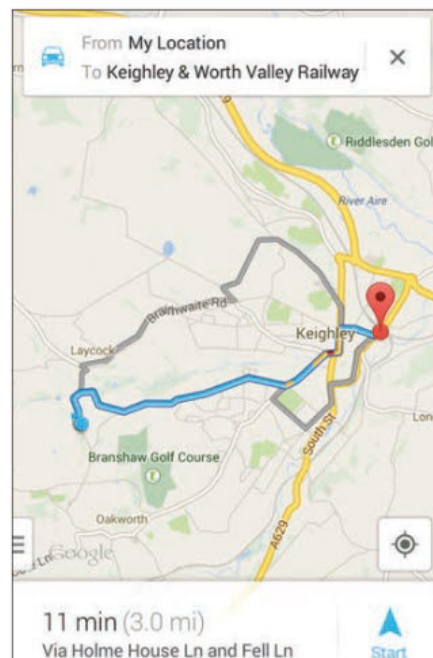 From My Location
To Keighley & Worth Valley Railway
Riddlesden Gol
River Aire
Braithwaite Rd
Keighley
Laycock
Lon
Branshaw Golf Course
South St
Oakworth
A629
Google
11 min (3.0 mi)
Via Holme House Ln and Fell Ln
Start